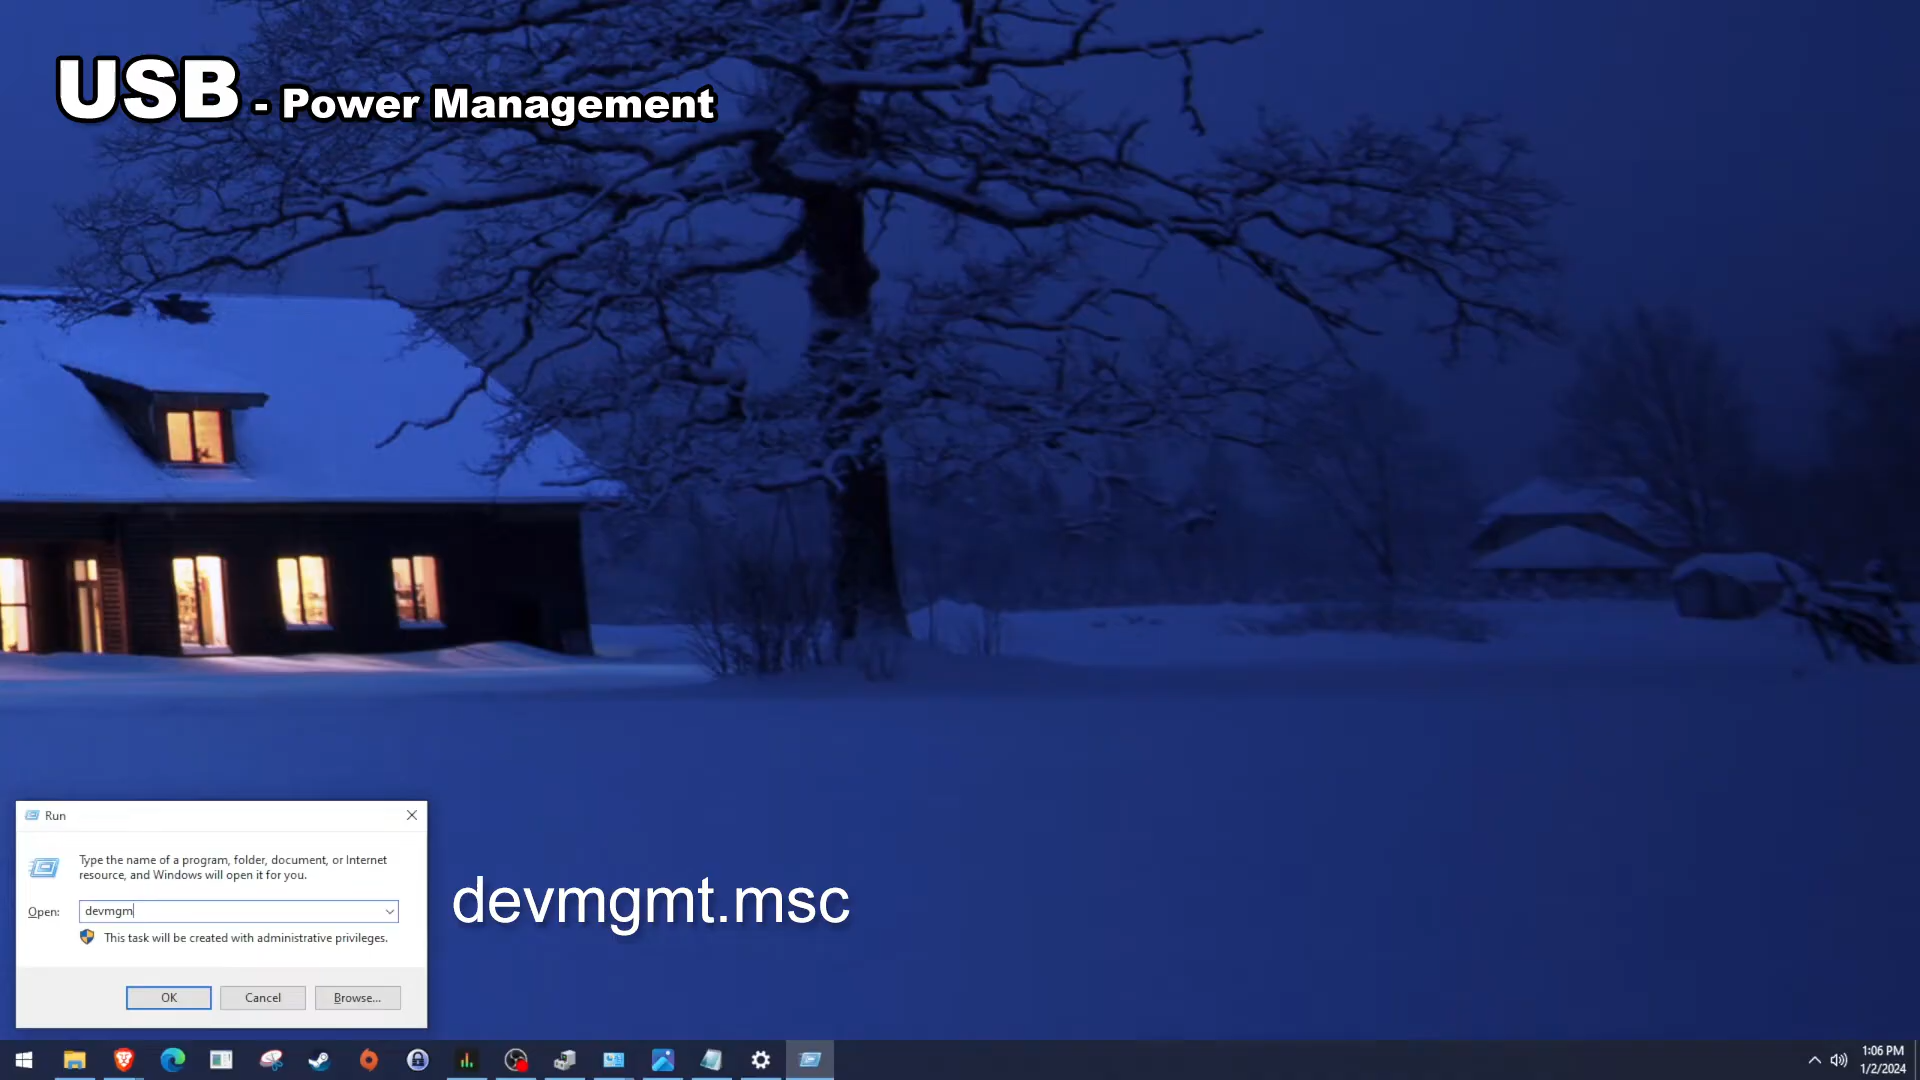 USB - Power Management
Run
Type the name of a program, folder, document, or Internet
resource, and Windows will open it for you.
Open: devmgm
This task will be created with administrative privileges.
OK Cancel Browse...
devmgmt.msc
1:06 PM
1/2/2024